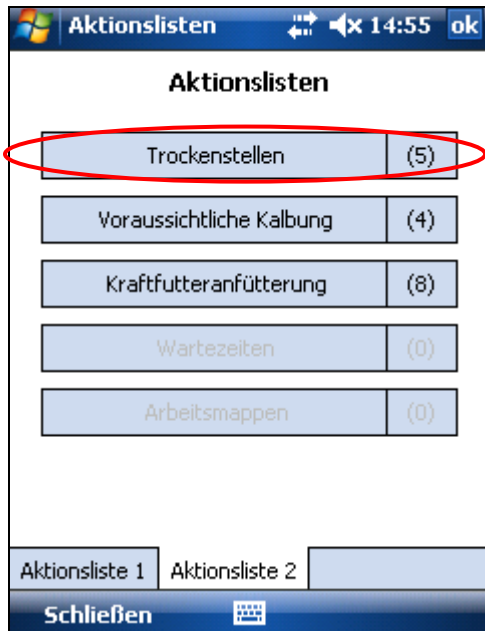 Aktionslisten 14:55 ok
Aktionslisten
Trockenstellen (5)
Voraussichtliche Kalbung (4)
Kraftfutteranfütterung (8)
Wartezeiten (0)
Arbeitsmappen (0)
Aktionsliste 1 Aktionsliste 2
Schließen